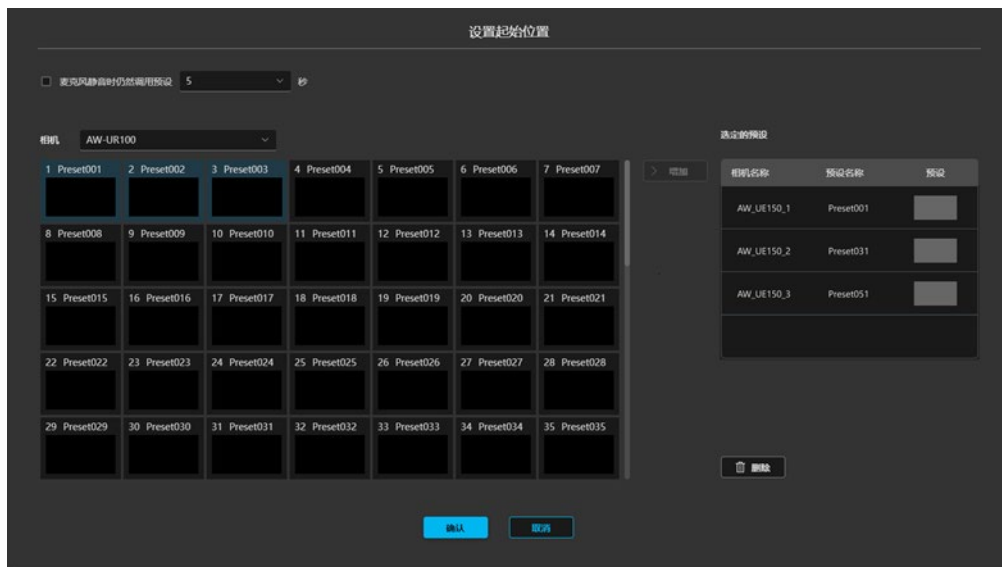 设置起始位置
麦克风静音时仍然调用预设 5 秒
相机 AW-UR100
选定的预设
1 Preset001 2 Preset002 3 Preset003 4 Preset004 5 Preset005 6 Preset006 7 Preset007
> 增加
相机名称 预设名称 预设
AW_UE150_1 Preset001
8 Preset008 9 Preset009 10 Preset010 11 Preset011 12 Preset012 13 Preset013 14 Preset014
AW_UE150_2 Preset031
15 Preset015 16 Preset016 17 Preset017 18 Preset018 19 Preset019 20 Preset020 21 Preset021
AW_UE150_3 Preset051
22 Preset022 23 Preset023 24 Preset024 25 Preset025 26 Preset026 27 Preset027 28 Preset028
29 Preset029 30 Preset030 31 Preset031 32 Preset032 33 Preset033 34 Preset034 35 Preset035
删除
确认 取消